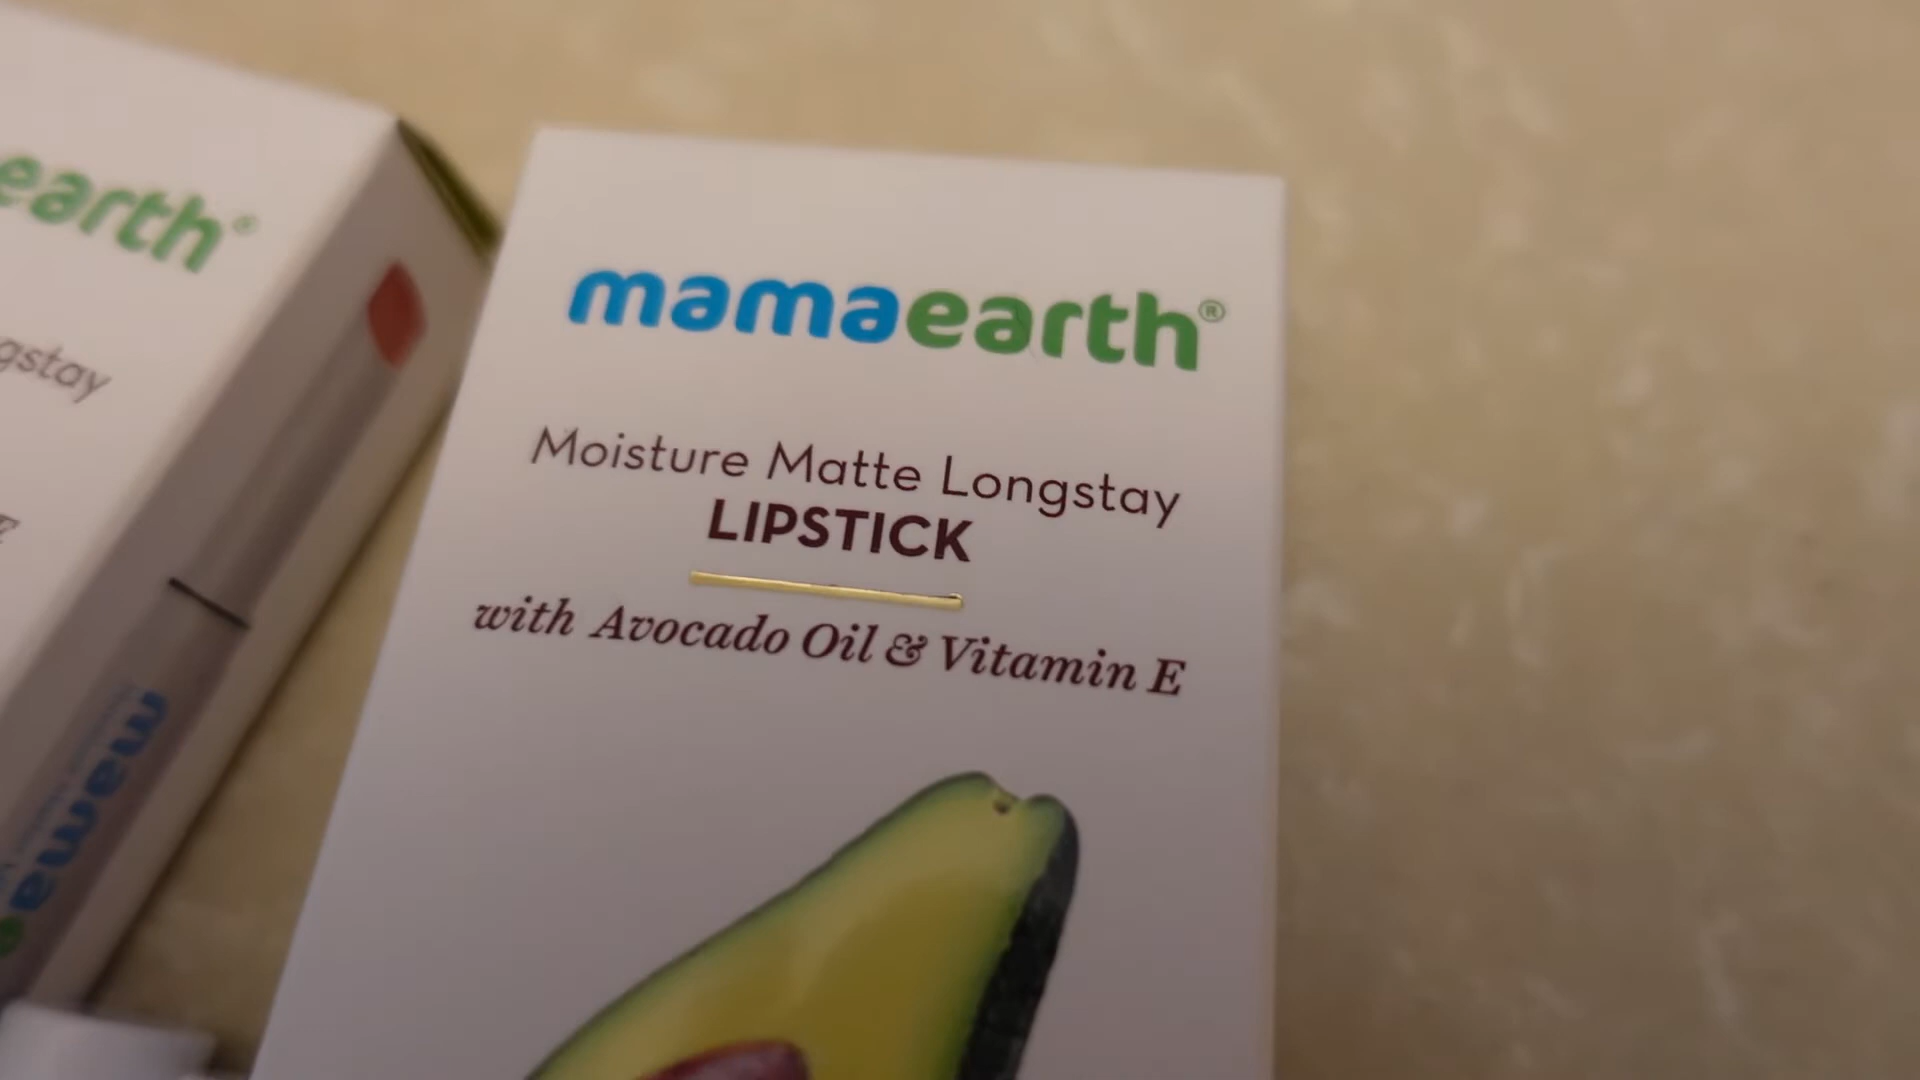 earth®
gstay
E
mama
mamaearth®
Moisture Matte Longstay
LIPSTICK
with Avocado Oil & Vitamin E